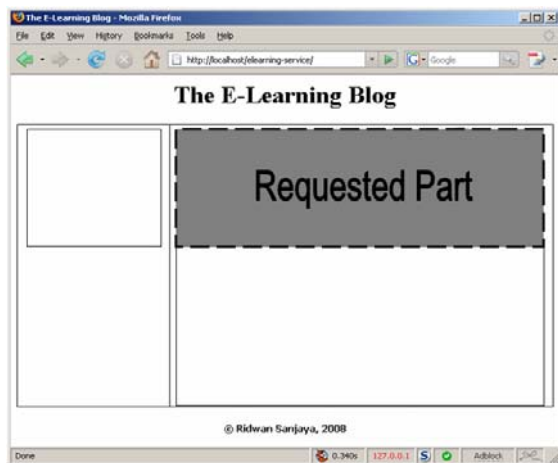 The E-Learning Blog - Mozilla Firefox
File Edit View History Bookmarks Tools Help
http://localhost/elearning-service/
G Google
The E-Learning Blog
Requested Part
© Ridwan Sanjaya, 2008
Done 0.340s 127.0.0.1 S Adblock